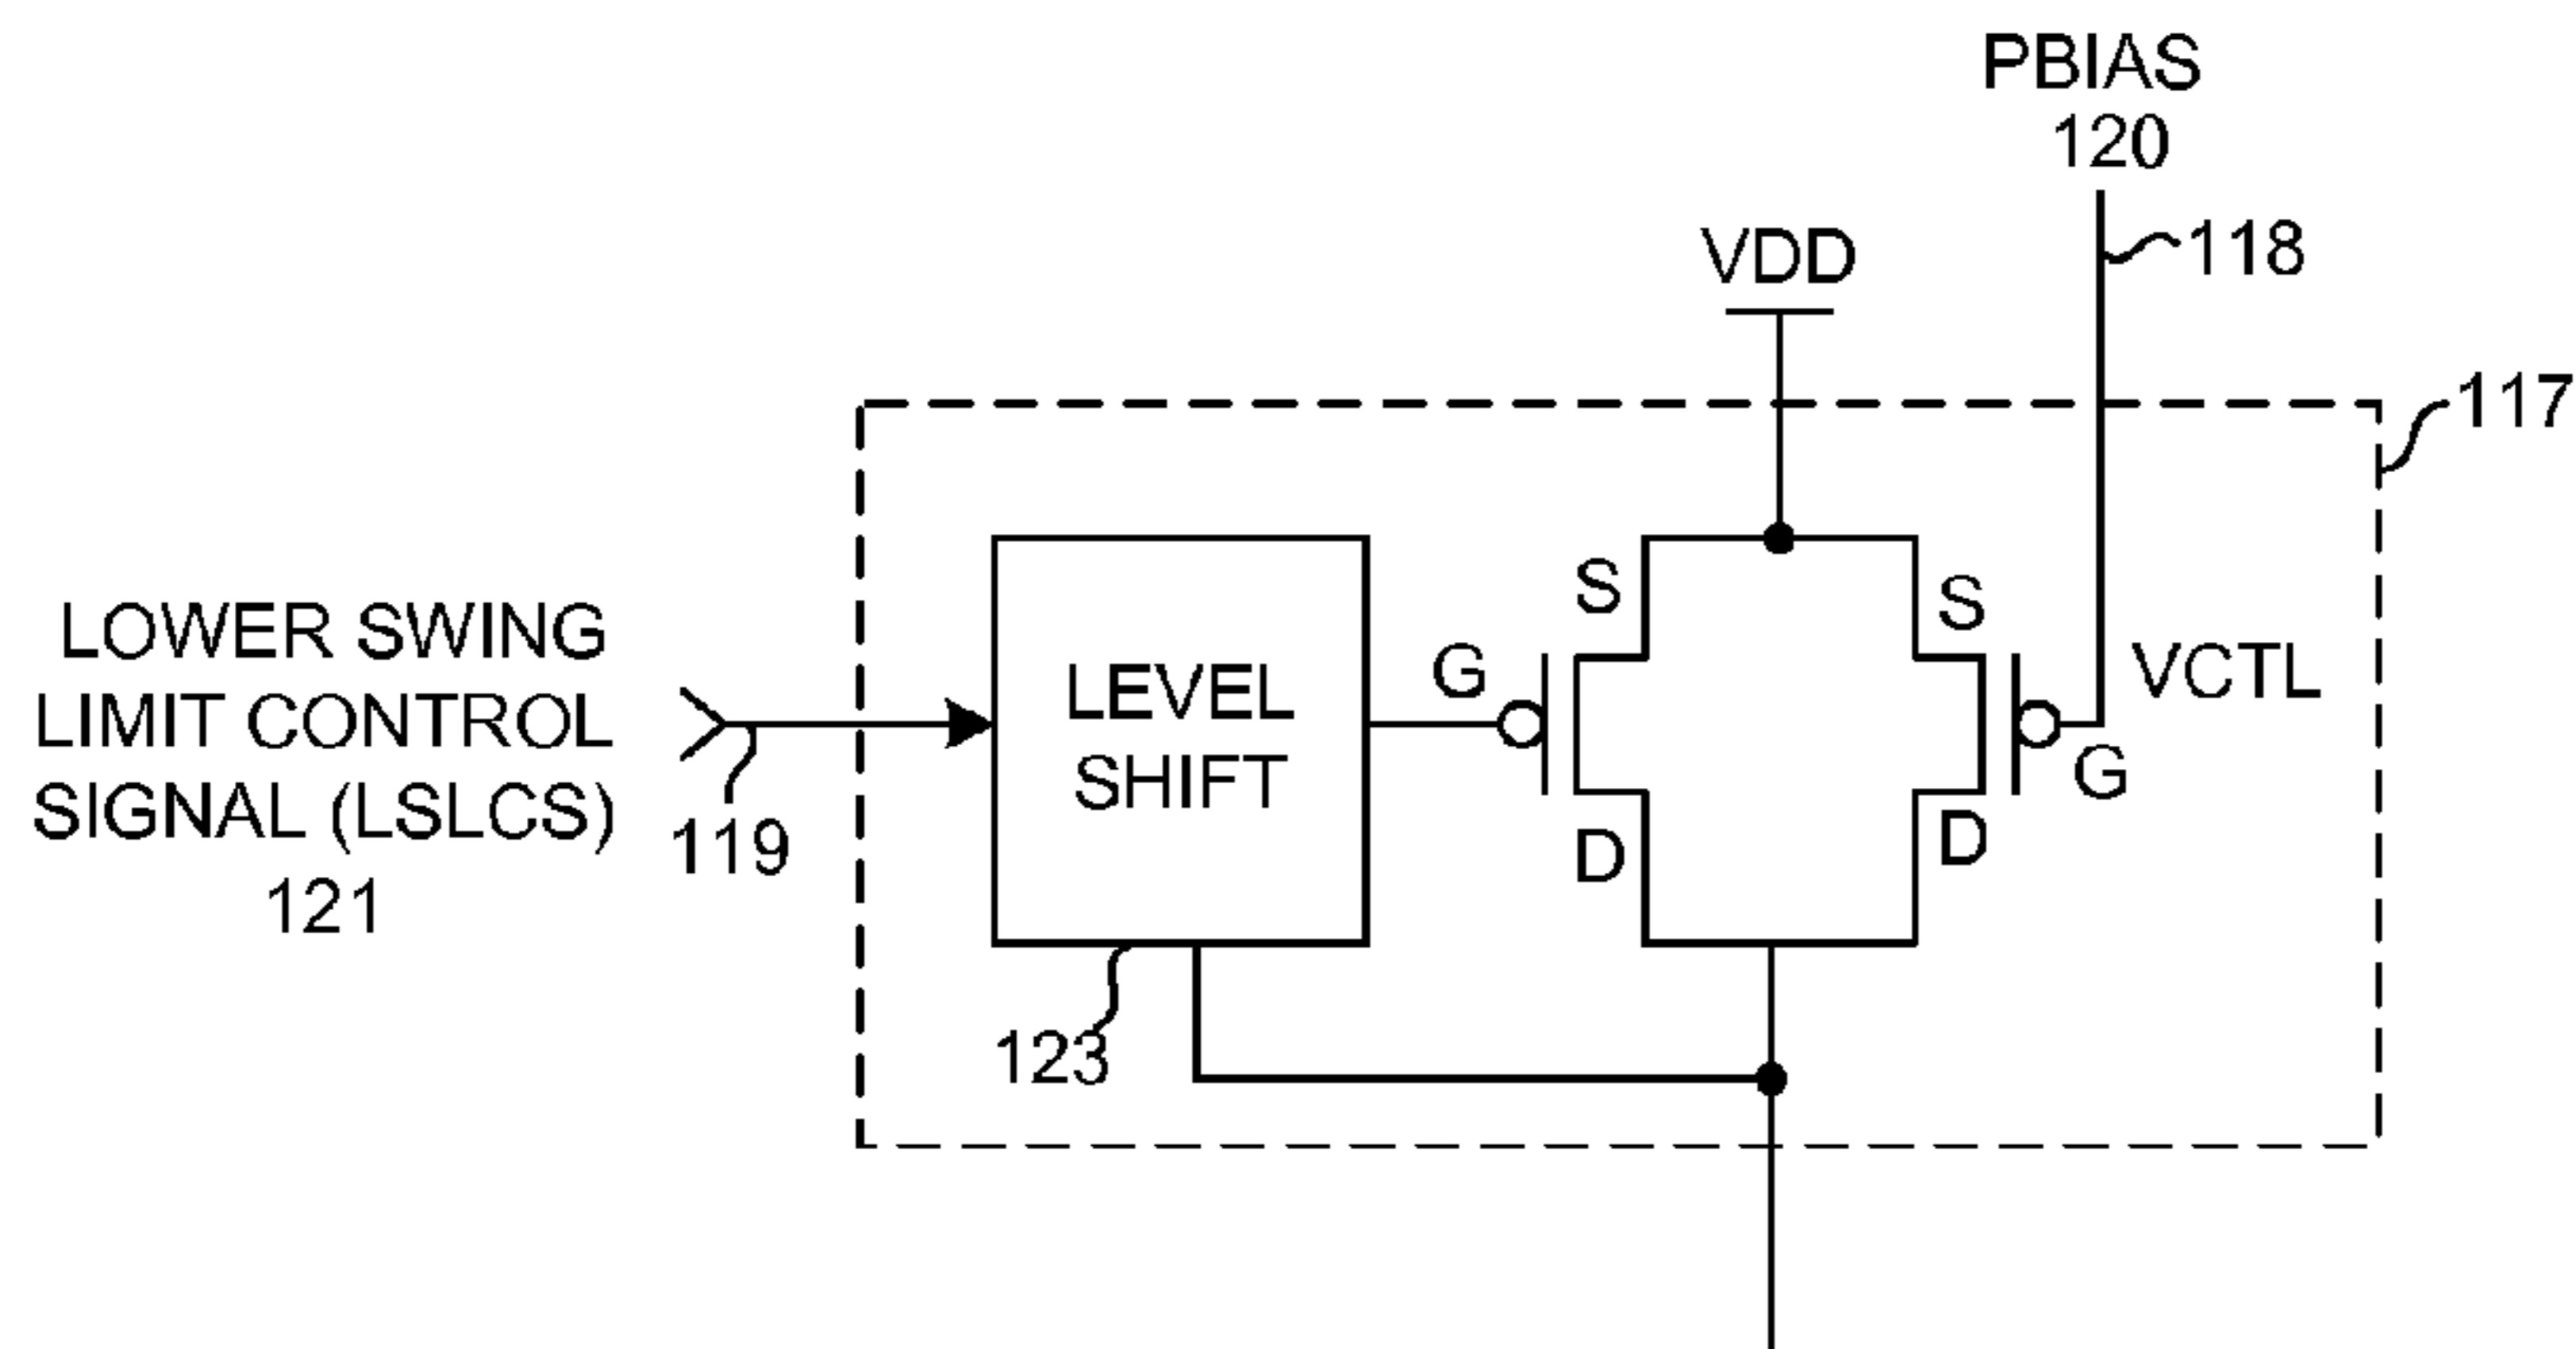 PBIAS
120
118
VDD
117
LOWER SWING
LIMIT CONTROL
SIGNAL (LSLCS)
121
119
LEVEL
SHIFT
123
G
S
D
S
D
G
VCTL